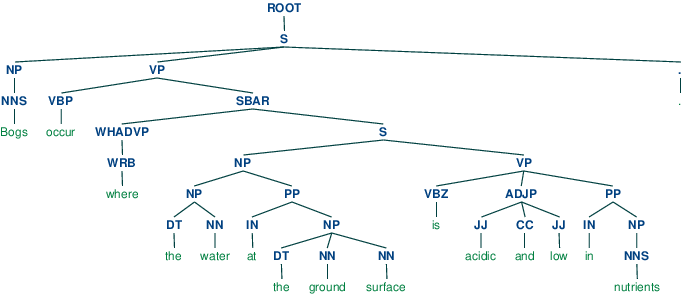 ROOT
S
NP VP .
NNS VBP SBAR .
Bogs occur WHADVP S
WRB NP VP
where NP PP VBZ ADJP PP
DT NN IN NP is JJ CC JJ IN NP
the water at DT NN NN acidic and low in NNS
the ground surface nutrients